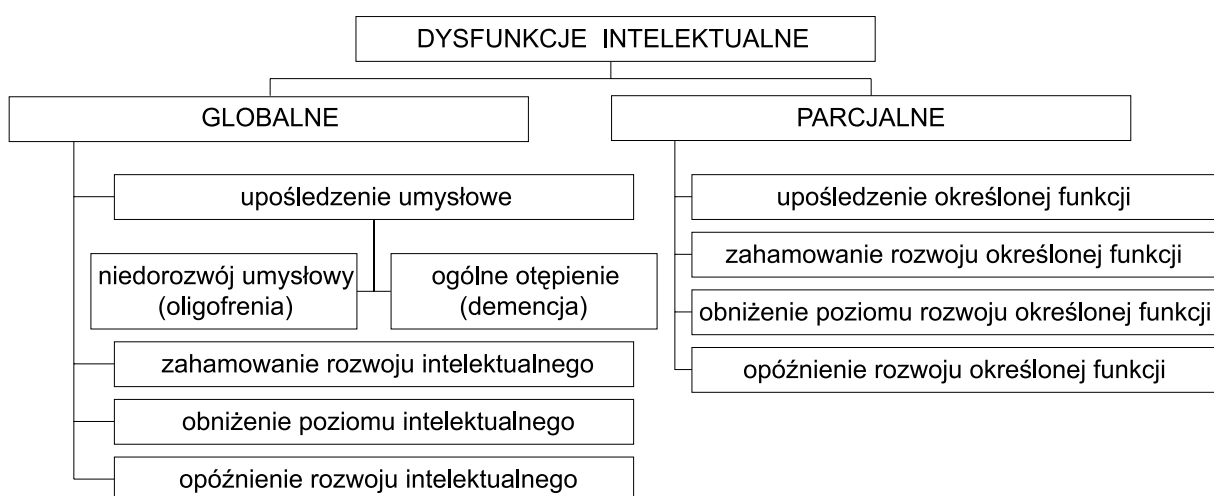 DYSFUNKCJE INTELEKTUALNE
GLOBALNE
upośledzenie umysłowe
niedorozwój umysłowy
(oligofrenia)
ogólne otępienie
(demencja)
zahamowanie rozwoju intelektualnego
obniżenie poziomu intelektualnego
opóźnienie rozwoju intelektualnego
PARCJALNE
upośledzenie określonej funkcji
zahamowanie rozwoju określonej funkcji
obniżenie poziomu rozwoju określonej funkcji
opóźnienie rozwoju określonej funkcji